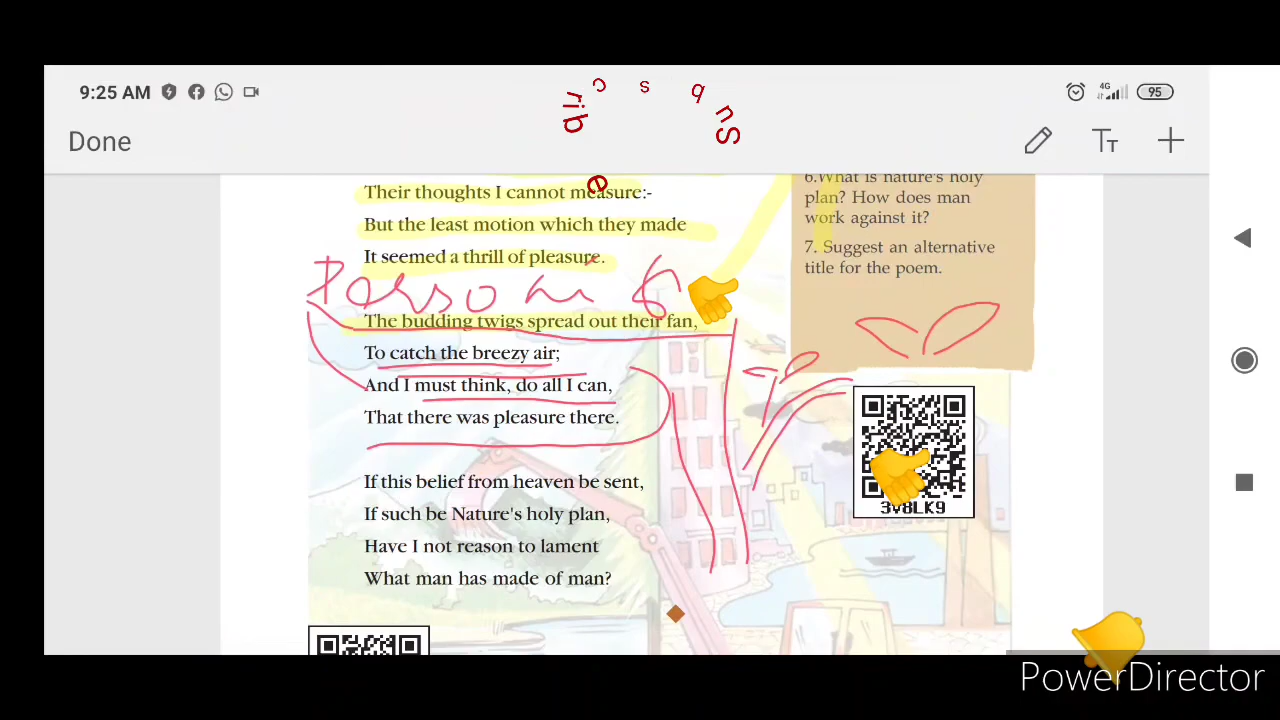 9:25 AM
4G
95
Done
Subscribe
Their thoughts I cannot measure:-
But the least motion which they made
It seemed a thrill of pleasure.
The budding twigs spread out their fan,
To catch the breezy air;
And I must think, do all I can,
That there was pleasure there.
If this belief from heaven be sent,
If such be Nature's holy plan,
Have I not reason to lament
What man has made of man?
6.What is nature's holy
plan? How does man
work against it?
7. Suggest an alternative
title for the poem.
3V8LK9
PowerDirector